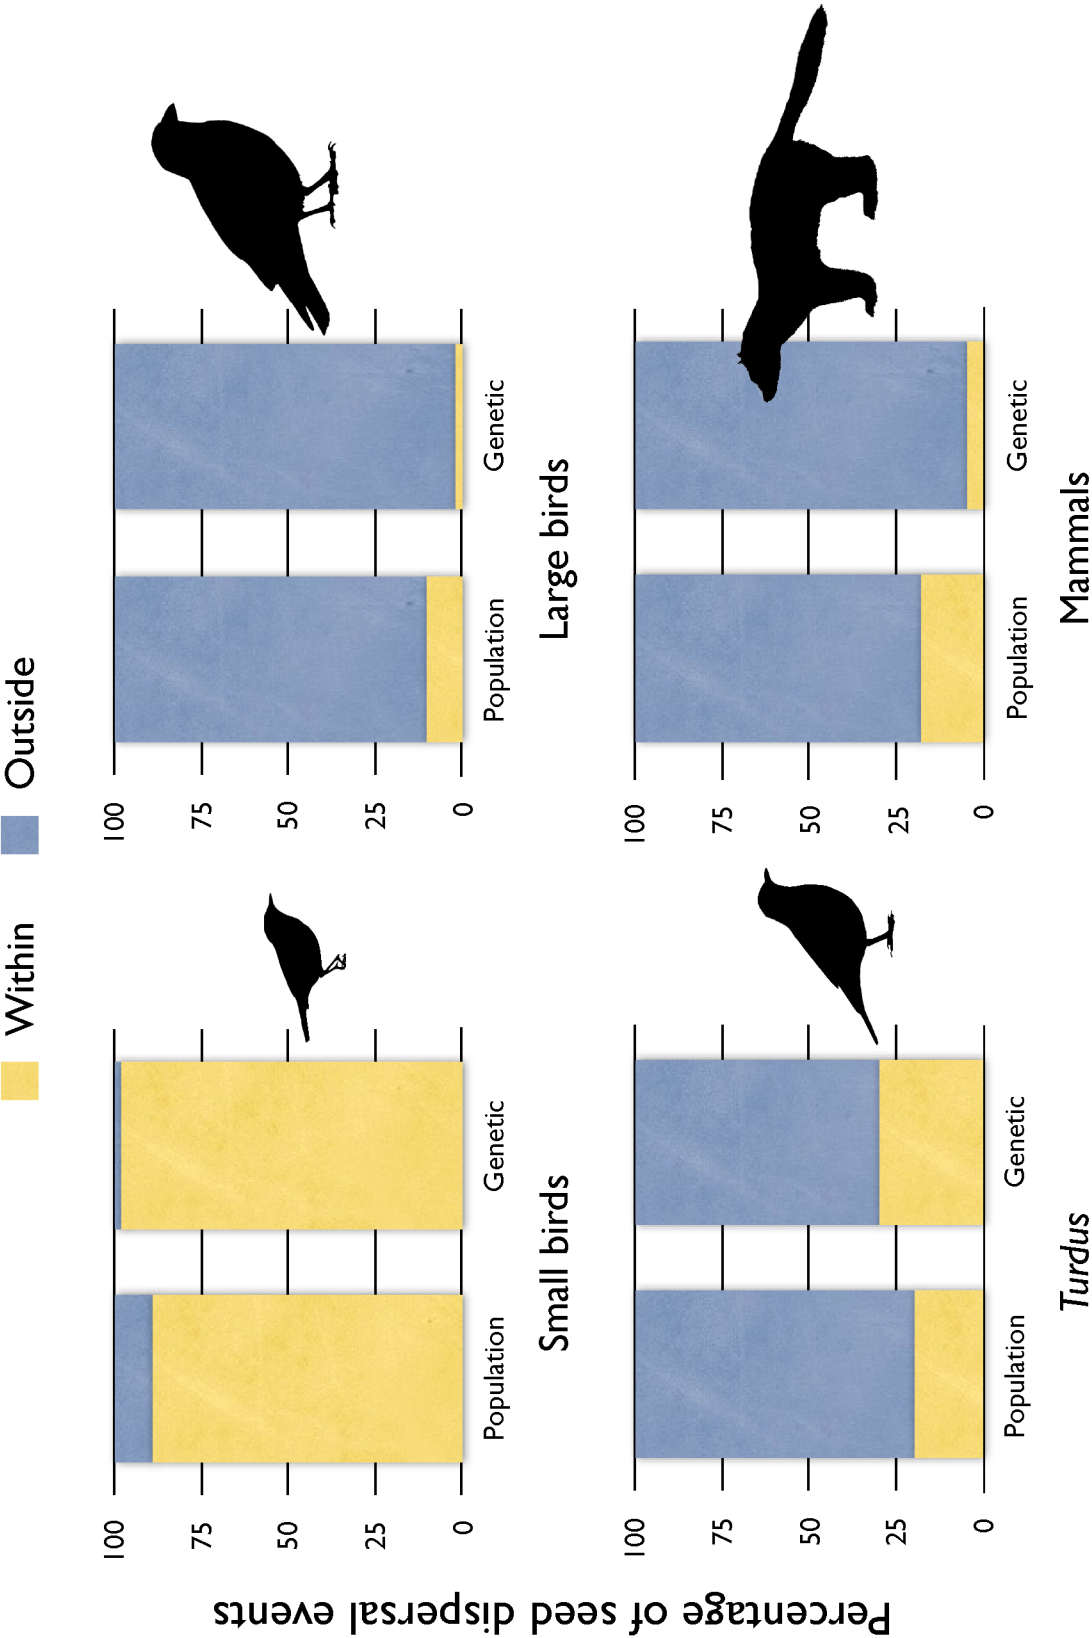 Within Outside
Percentage of seed dispersal events
100
75
50
25
0
Population Genetic
Small birds
100
75
50
25
0
Population Genetic
Large birds
100
75
50
25
0
Population Genetic
Turdus
100
75
50
25
0
Population Genetic
Mammals